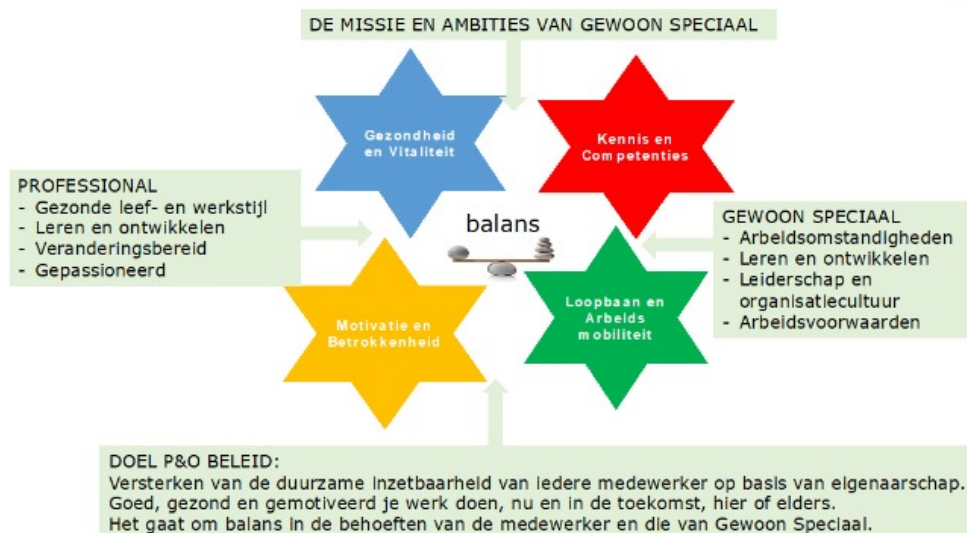 DE MISSIE EN AMBITIES VAN GEWOON SPECIAAL
Gezondheid
en Vitaliteit
Kennis en
Competenties
PROFESSIONAL
- Gezonde leef- en werkstijl
- Leren en ontwikkelen
- Veranderingsbereid
- Gepassioneerd
balans
GEWOON SPECIAAL
- Arbeidsomstandigheden
- Leren en ontwikkelen
- Leiderschap en
organisatiecultuur
- Arbeidsvoorwaarden
Motivatie en
Betrokkenheid
Loopbaan en
Arbeids
mobiliteit
DOEL P&O BELEID:
Versterken van de duurzame inzetbaarheid van iedere medewerker op basis van eigenaarschap.
Goed, gezond en gemotiveerd je werk doen, nu en in de toekomst, hier of elders.
Het gaat om balans in de behoeften van de medewerker en die van Gewoon Speciaal.